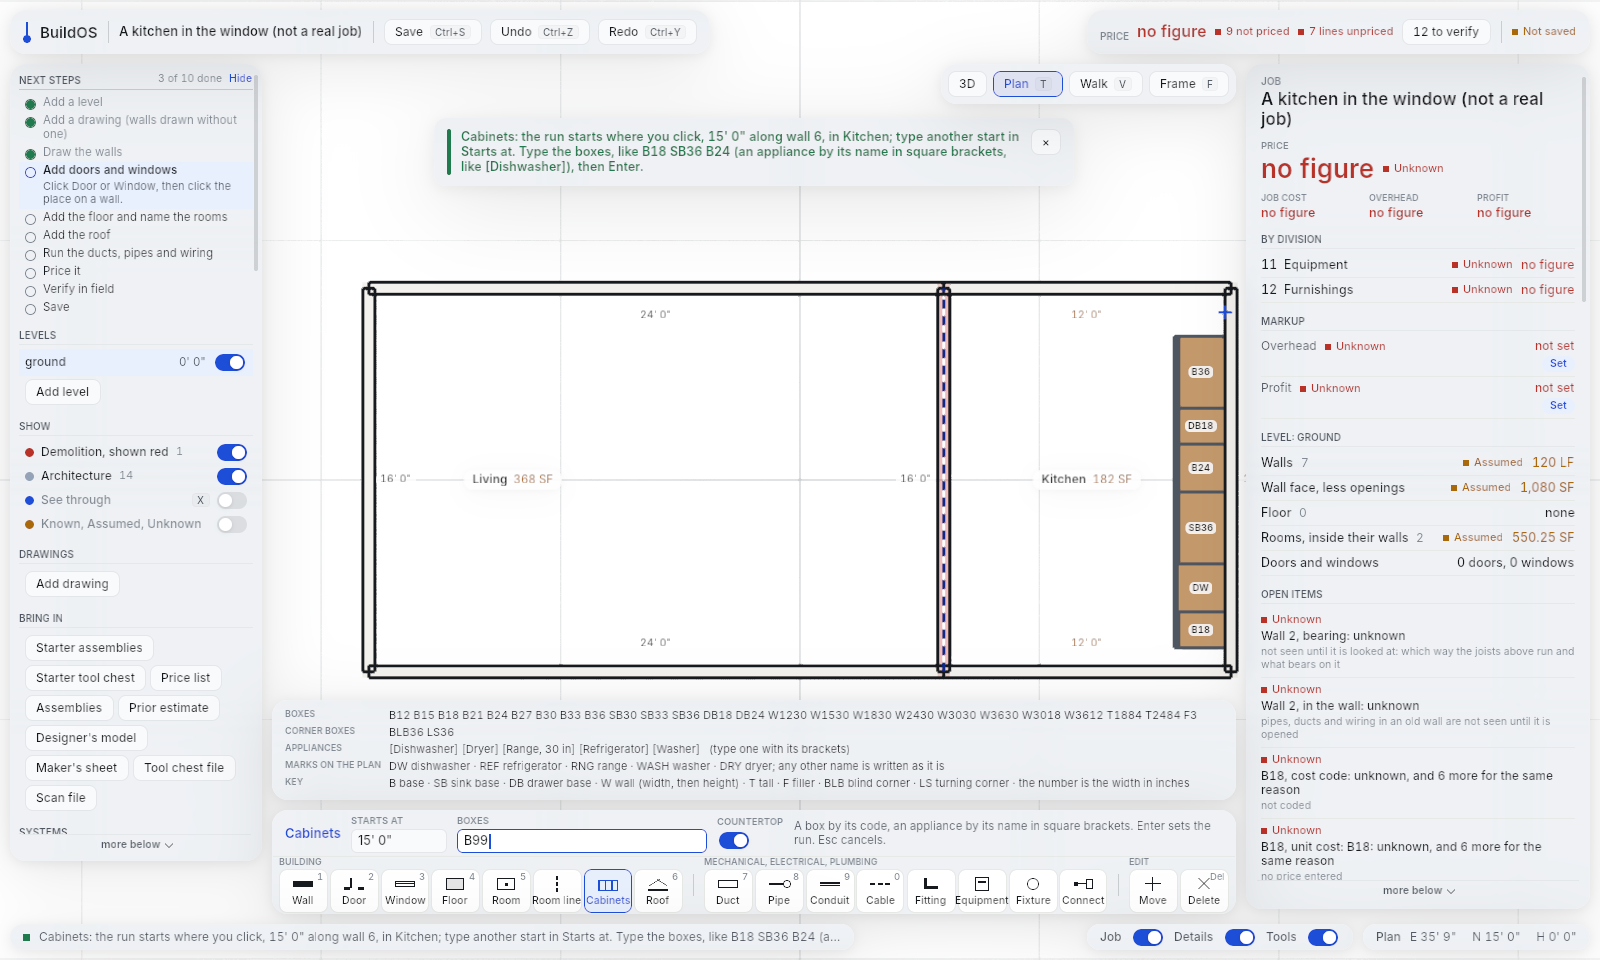 BuildOS
A kitchen in the window (not a real job)
Save Ctrl+S
Undo Ctrl+Z
Redo Ctrl+Y
PRICE no figure 9 not priced 7 lines unpriced
12 to verify
Not saved
NEXT STEPS 3 of 10 done Hide
Add a level
Add a drawing (walls drawn without
one)
Draw the walls
Add doors and windows
Click Door or Window, then click the
place on a wall.
Add the floor and name the rooms
Add the roof
Run the ducts, pipes and wiring
Price it
Verify in field
Save
LEVELS
ground 0' 0"
Add level
SHOW
Demolition, shown red 1
Architecture 14
See through X
Known, Assumed, Unknown
DRAWINGS
Add drawing
BRING IN
Starter assemblies
Starter tool chest Price list
Assemblies Prior estimate
Designer's model
Maker's sheet Tool chest file
Scan file
SYSTEMS
more below
3D
Plan T
Walk V
Frame F
Cabinets: the run starts where you click, 15' 0" along wall 6, in Kitchen; type another start in
Starts at. Type the boxes, like B18 SB36 B24 (an appliance by its name in square brackets,
like [Dishwasher]), then Enter.
×
24' 0"
12' 0"
16' 0"
Living 368 SF
16' 0"
Kitchen 182 SF
24' 0"
12' 0"
B36
DB18
B24
SB36
DW
B18
BOXES B12 B15 B18 B21 B24 B27 B30 B33 B36 SB30 SB33 SB36 DB18 DB24 W1230 W1530 W1830 W2430 W3030 W3630 W3018 W3612 T1884 T2484 F3
CORNER BOXES BLB36 LS36
APPLIANCES [Dishwasher] [Dryer] [Range, 30 in] [Refrigerator] [Washer] (type one with its brackets)
MARKS ON THE PLAN DW dishwasher · REF refrigerator · RNG range · WASH washer · DRY dryer; any other name is written as it is
KEY B base · SB sink base · DB drawer base · W wall (width, then height) · T tall · F filler · BLB blind corner · LS turning corner · the number is the width in inches
Cabinets
STARTS AT
15' 0"
BOXES
B99
COUNTERTOP
A box by its code, an appliance by its name in square brackets. Enter sets the
run. Esc cancels.
BUILDING
Wall 1
Door 2
Window 3
Floor 4
Room 5
Room line
Cabinets
Roof 6
MECHANICAL, ELECTRICAL, PLUMBING
Duct 7
Pipe 8
Conduit 9
Cable 0
Fitting
Equipment
Fixture
Connect
EDIT
Move
Delete Del
JOB
A kitchen in the window (not a real
job)
PRICE
no figure Unknown
JOB COST OVERHEAD PROFIT
no figure no figure no figure
BY DIVISION
11 Equipment Unknown no figure
12 Furnishings Unknown no figure
MARKUP
Overhead Unknown not set
Set
Profit Unknown not set
Set
LEVEL: GROUND
Walls 7 Assumed 120 LF
Wall face, less openings Assumed 1,080 SF
Floor 0 none
Rooms, inside their walls 2 Assumed 550.25 SF
Doors and windows 0 doors, 0 windows
OPEN ITEMS
Unknown
Wall 2, bearing: unknown
not seen until it is looked at: which way the joists above run and
what bears on it
Unknown
Wall 2, in the wall: unknown
pipes, ducts and wiring in an old wall are not seen until it is
opened
Unknown
B18, cost code: unknown, and 6 more for the same
reason
not coded
Unknown
B18, unit cost: B18: unknown, and 6 more for the
same reason
no price entered
more below
Cabinets: the run starts where you click, 15' 0" along wall 6, in Kitchen; type another start in Starts at. Type the boxes, like B18 SB36 B24 (a...
Job Details Tools
Plan E 35' 9" N 15' 0" H 0' 0"